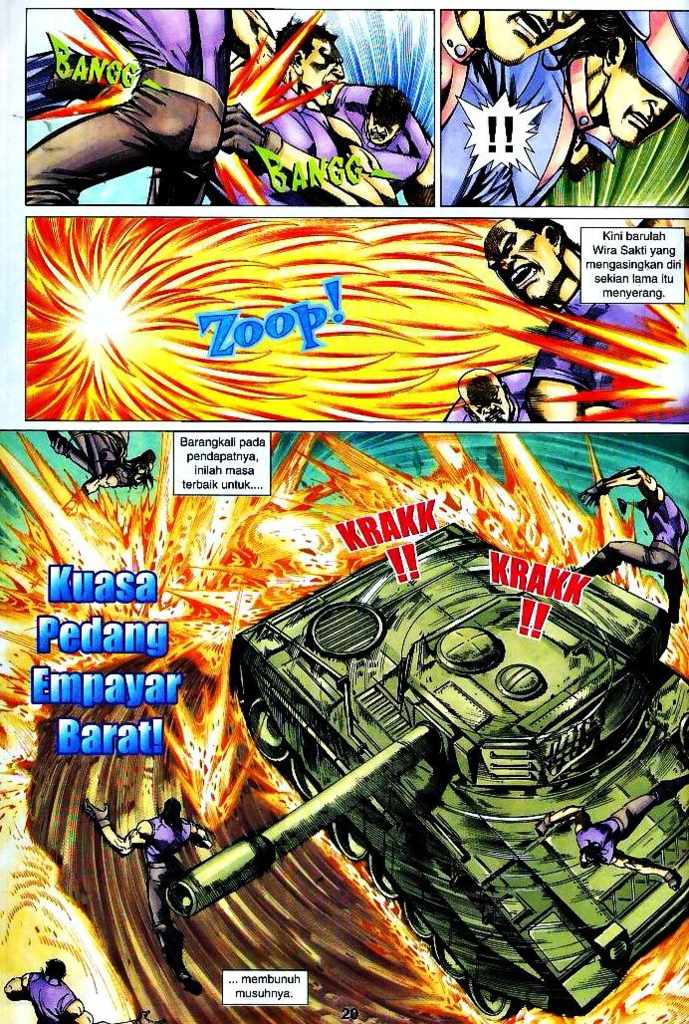 BANGG
BANGG
!!
Zoop!
Kini barulah
Wira Sakti yang
mengasingkan diri
sekian lama itu
menyerang.
Barangkali pada
pendapatnya,
inilah masa
terbaik untuk....
KRAKK
!!
KRAKK
!!
Kuasa
Pedang
Empayar
Barat!
... membunuh
musuhnya.
20